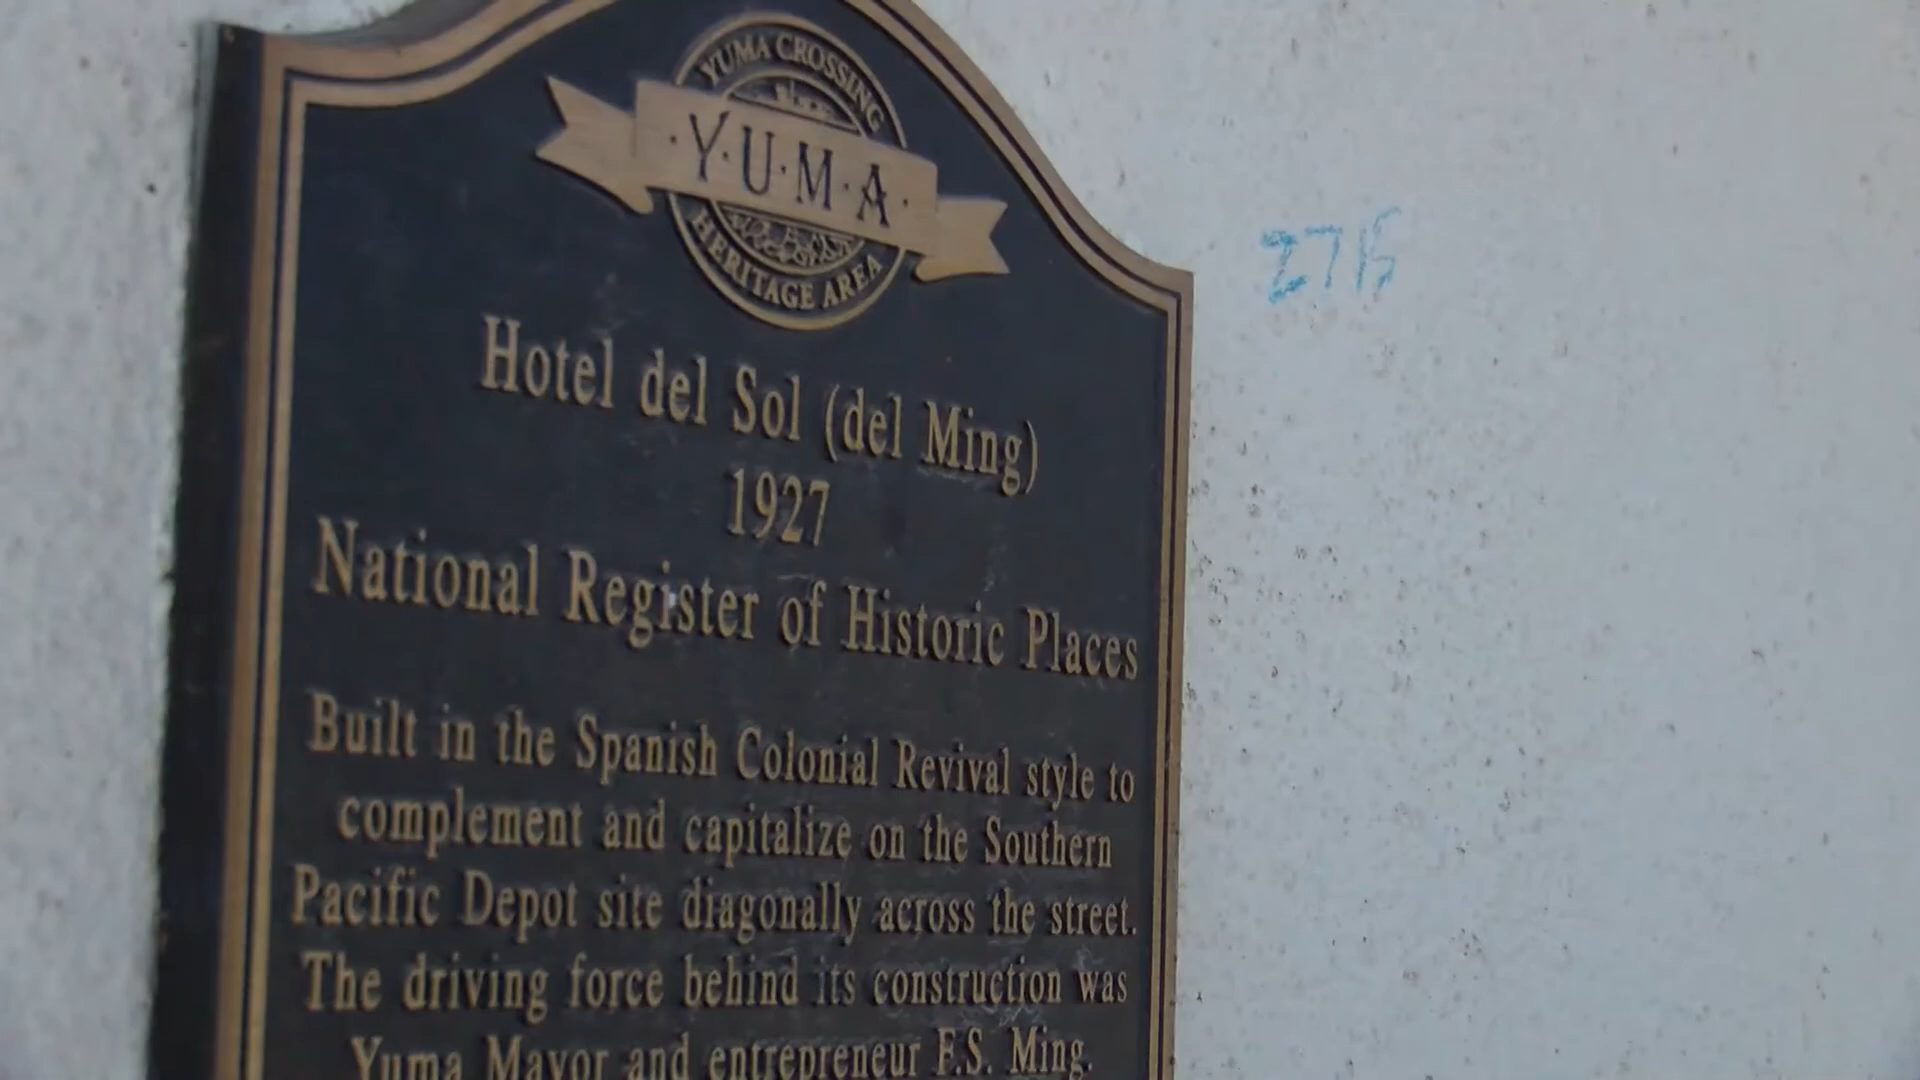 YUMA CROSSING
·Y·U·M·A·
HERITAGE AREA
Hotel del Sol (del Ming)
1927
National Register of Historic Places
Built in the Spanish Colonial Revival style to
complement and capitalize on the Southern
Pacific Depot site diagonally across the street.
The driving force behind its construction was
Yuma Mayor and entrepreneur F.S. Ming.